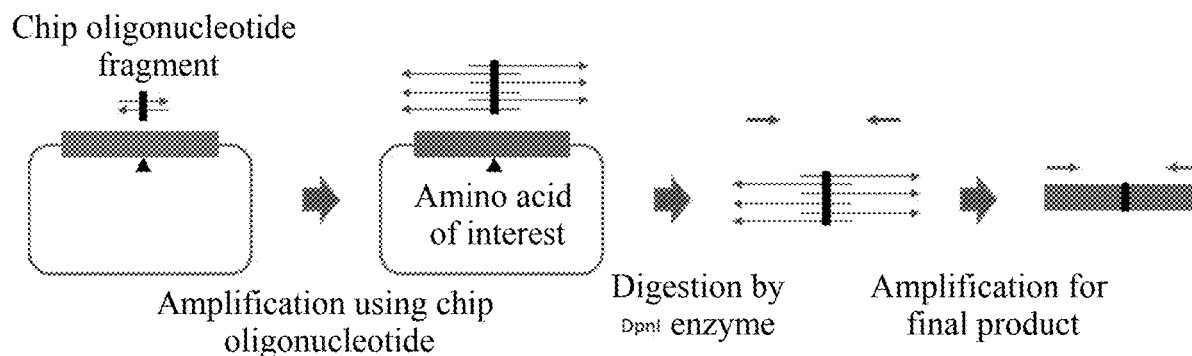 Chip oligonucleotide
fragment
Amino acid
of interest
Amplification using chip
oligonucleotide
Digestion by
DpnI enzyme
Amplification for
final product